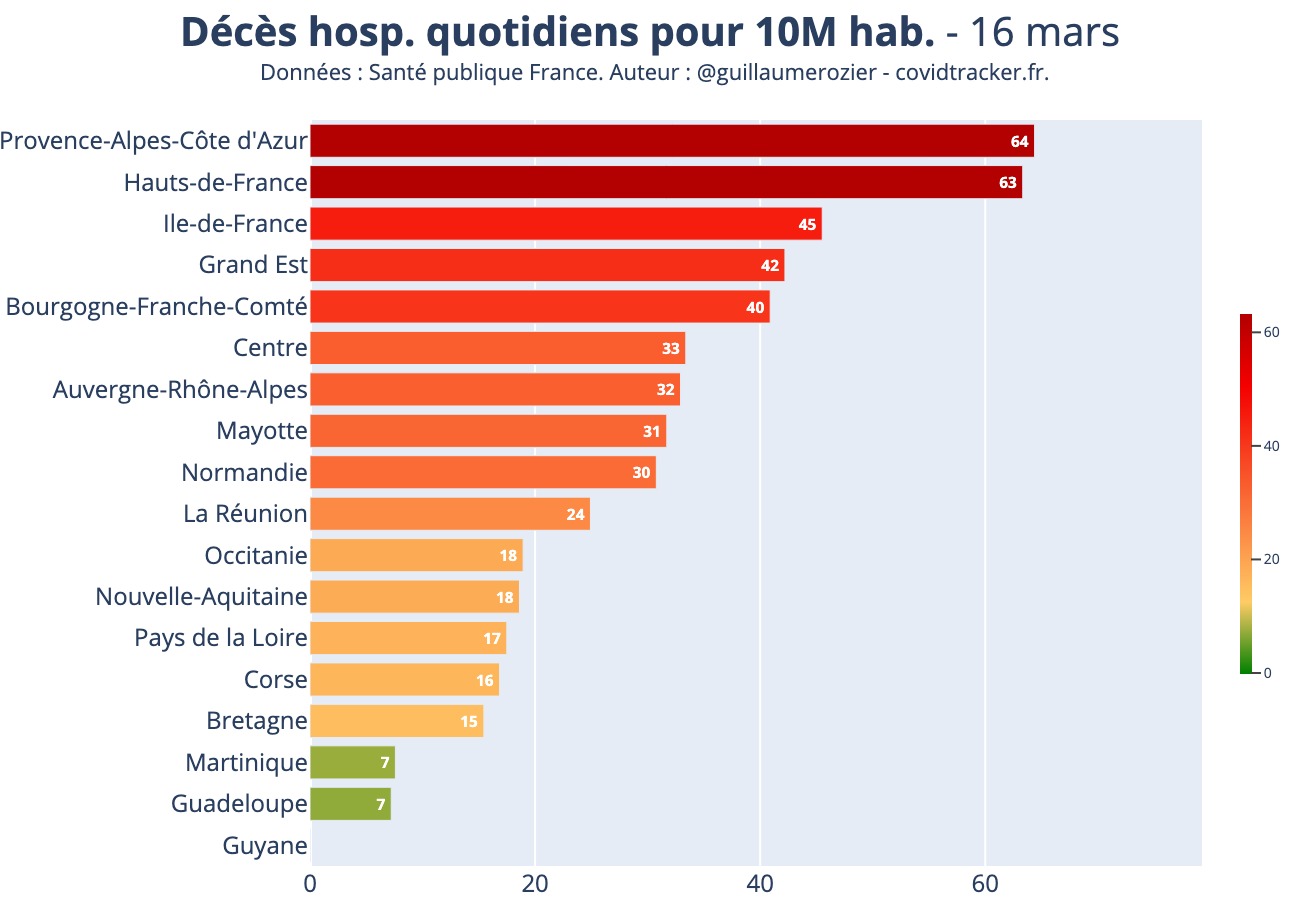 Décès hosp. quotidiens pour 10M hab. - 16 mars
Données : Santé publique France. Auteur : @guillaumerozier - covidtracker.fr.
Provence-Alpes-Côte d'Azur 64
Hauts-de-France 63
Ile-de-France 45
Grand Est 42
Bourgogne-Franche-Comté 40
Centre 33
Auvergne-Rhône-Alpes 32
Mayotte 31
Normandie 30
La Réunion 24
Occitanie 18
Nouvelle-Aquitaine 18
Pays de la Loire 17
Corse 16
Bretagne 15
Martinique 7
Guadeloupe 7
Guyane
0 20 40 60
60
40
20
0